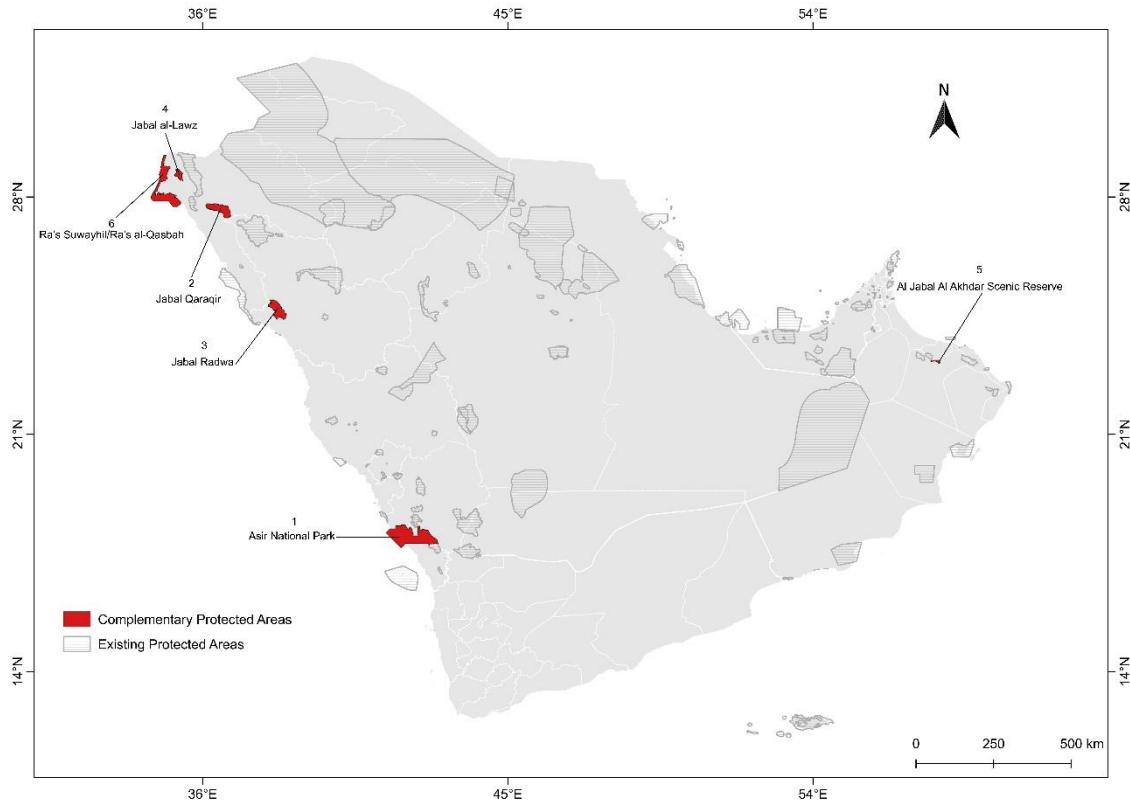 36°E
45°E
54°E
N
4
Jabal al-Lawz
28°N
28°N
6
Ra's Suwayhil/Ra's al-Qasbah
2
Jabal Qaraqir
5
Al Jabal Al Akhdar Scenic Reserve
3
Jabal Radwa
21°N
21°N
1
Asir National Park
Complementary Protected Areas
Existing Protected Areas
14°N
14°N
0
250
500 km
36°E
45°E
54°E